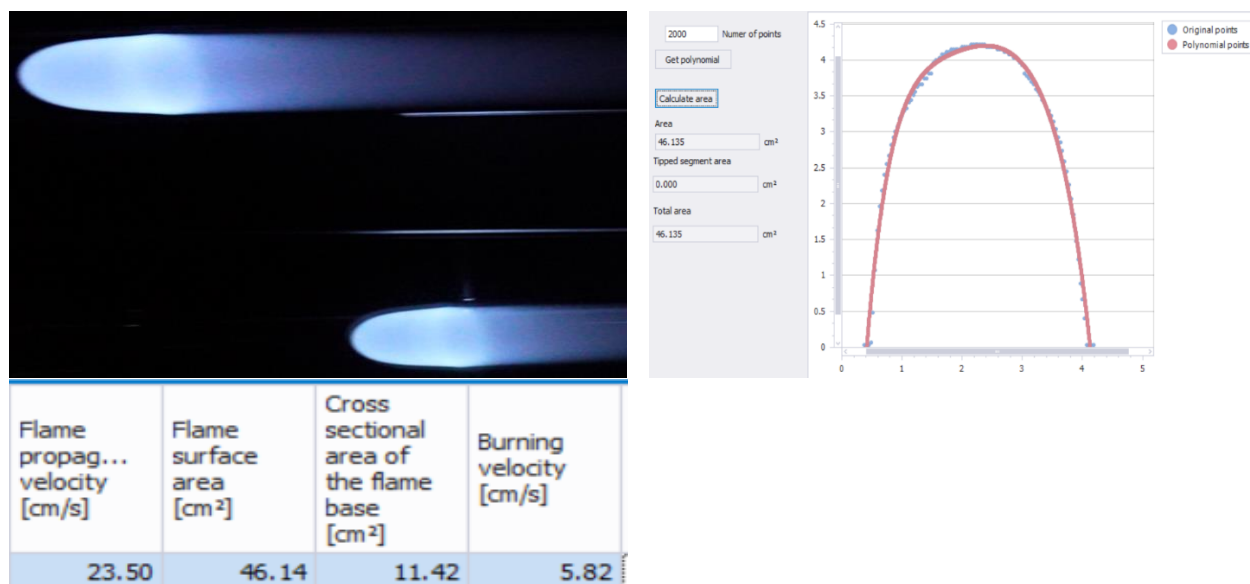 2000 Numer of points
Get polynomial
Calculate area
Area
46.135 cm²
Tipped segment area
0.000 cm²
Total area
46.135 cm²
4.5
4
3.5
3
2.5
2
1.5
1
0.5
0
0 1 2 3 4 5
Original points
Polynomial points
Flame
propag...
velocity
[cm/s]
Flame
surface
area
[cm²]
Cross
sectional
area of
the flame
base
[cm²]
Burning
velocity
[cm/s]
23.50 46.14 11.42 5.82